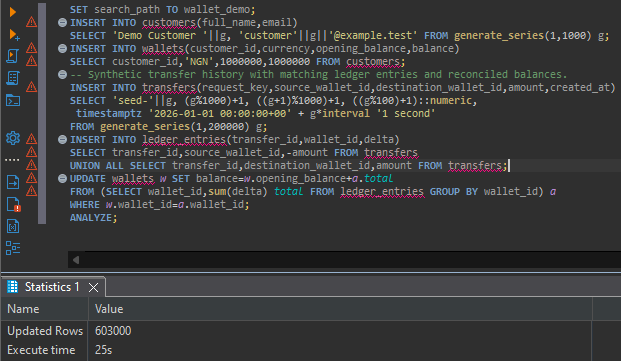 SET search_path TO wallet_demo;
INSERT INTO customers(full_name,email)
SELECT 'Demo Customer '||g, 'customer'||g||'@example.test' FROM generate_series(1,1000) g;
INSERT INTO wallets(customer_id,currency,opening_balance,balance)
SELECT customer_id,'NGN',1000000,1000000 FROM customers;
-- Synthetic transfer history with matching ledger entries and reconciled balances.
INSERT INTO transfers(request_key,source_wallet_id,destination_wallet_id,amount,created_at)
SELECT 'seed-'||g, (g%1000)+1, ((g+1)%1000)+1, ((g%100)+1)::numeric,
timestamptz '2026-01-01 00:00:00+00' + g*interval '1 second'
FROM generate_series(1,200000) g;
INSERT INTO ledger_entries(transfer_id,wallet_id,delta)
SELECT transfer_id,source_wallet_id,-amount FROM transfers
UNION ALL SELECT transfer_id,destination_wallet_id,amount FROM transfers;
UPDATE wallets w SET balance=w.opening_balance+a.total
FROM (SELECT wallet_id,sum(delta) total FROM ledger_entries GROUP BY wallet_id) a
WHERE w.wallet_id=a.wallet_id;
ANALYZE;
Statistics 1
Name Value
Updated Rows 603000
Execute time 25s